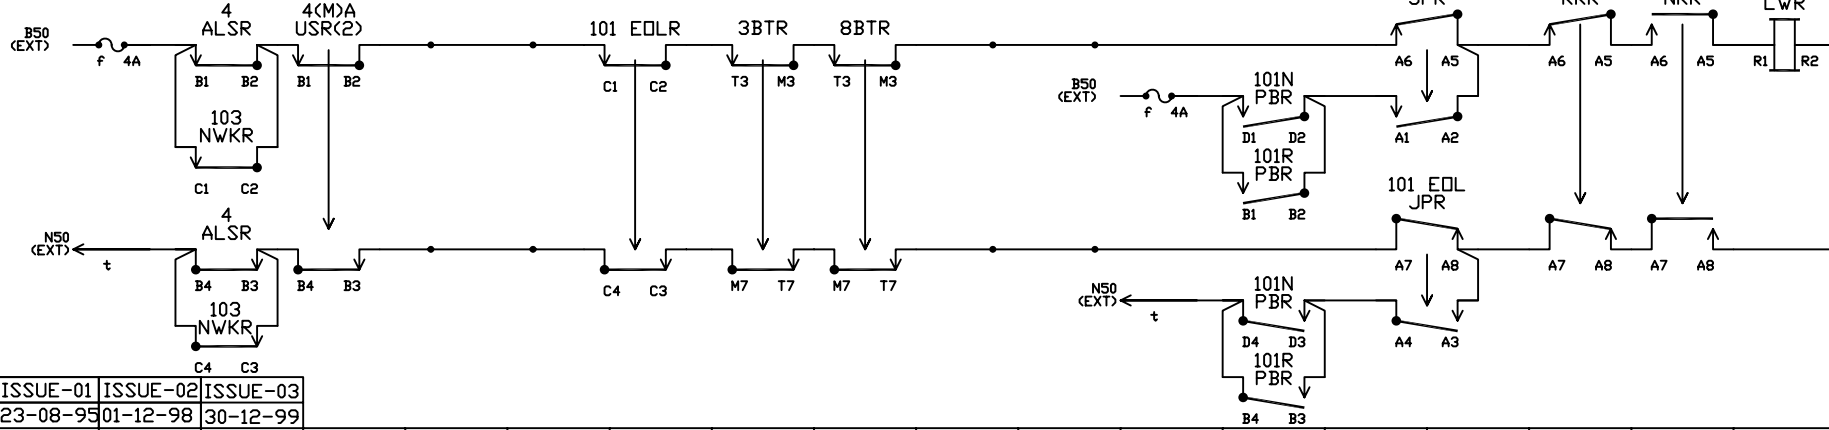 4
ALSR
4(M)A
USR(2)
101 EOLR
3BTR
8BTR
JPR
LWR
B50
(EXT)
f 4A
B1 B2
B1 B2
C1 C2
T3 M3
T3 M3
A6 A5
A6 A5
A6 A5
R1 R2
103
NWKR
C1 C2
B50
(EXT)
f 4A
101N
PBR
D1 D2
A1 A2
101R
PBR
B1 B2
4
ALSR
101 EOL
JPR
N50
(EXT)
t
B4 B3
B4 B3
C4 C3
M7 T7
M7 T7
A7 A8
A7 A8
A7 A8
103
NWKR
C4 C3
N50
(EXT)
t
101N
PBR
D4 D3
A4 A3
101R
PBR
B4 B3
ISSUE-01 ISSUE-02 ISSUE-03
23-08-95 01-12-98 30-12-99